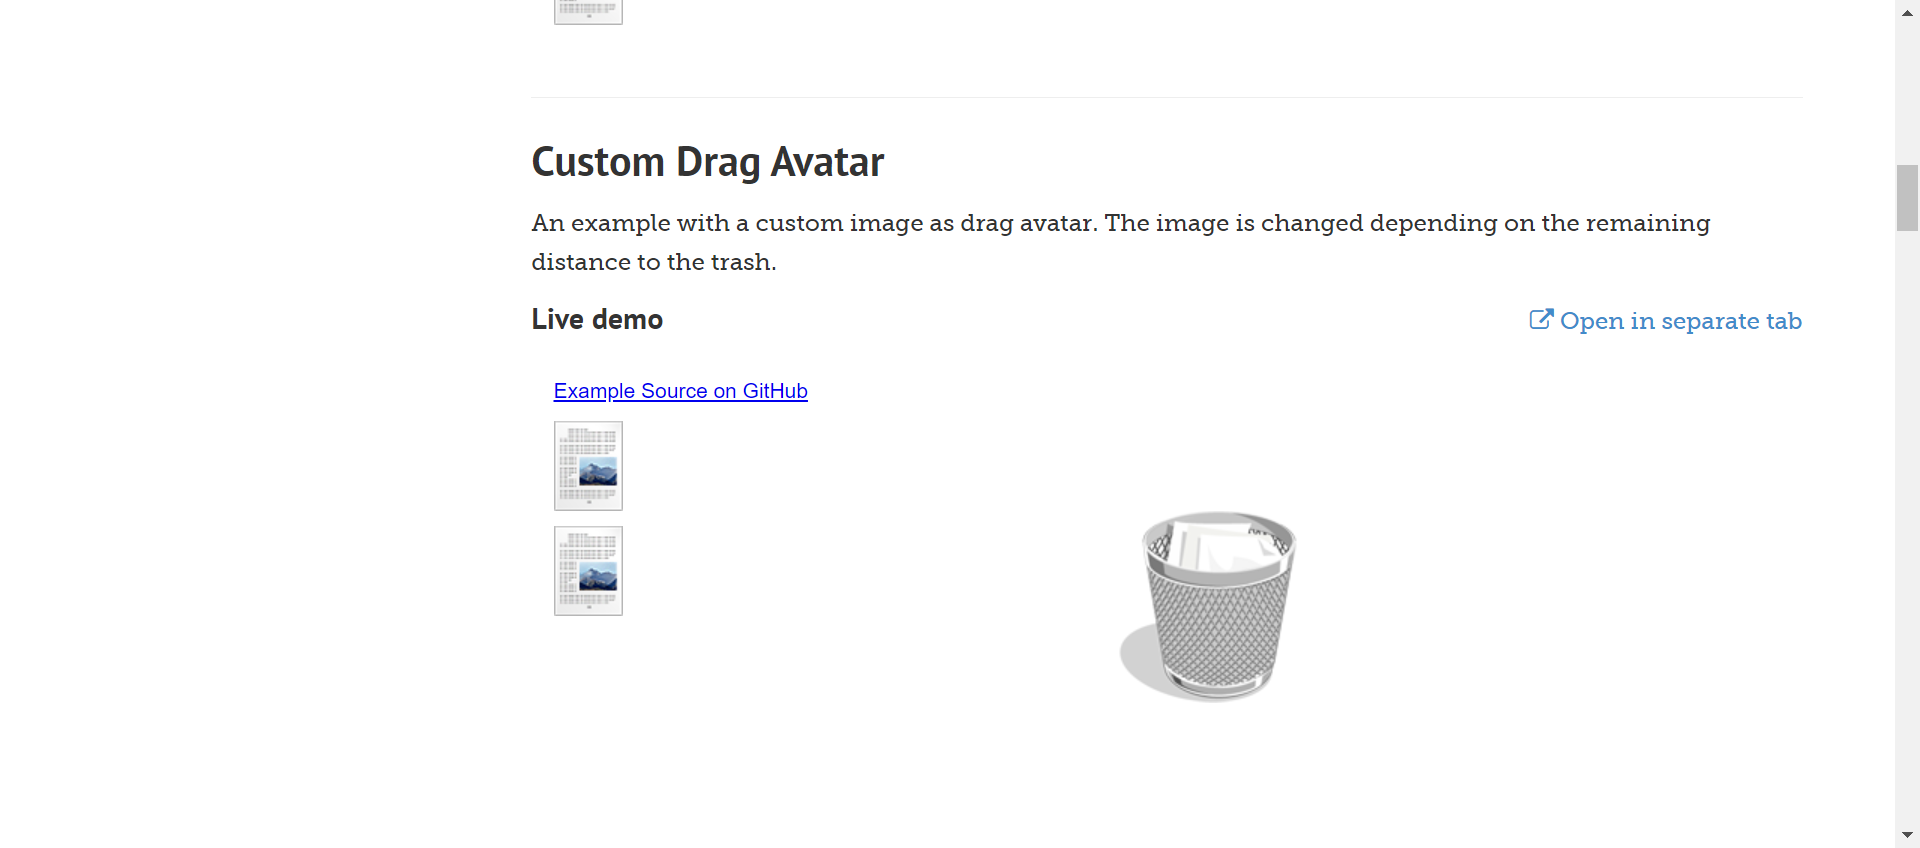 Custom Drag Avatar
An example with a custom image as drag avatar. The image is changed depending on the remaining
distance to the trash.
Live demo
Open in separate tab
Example Source on GitHub